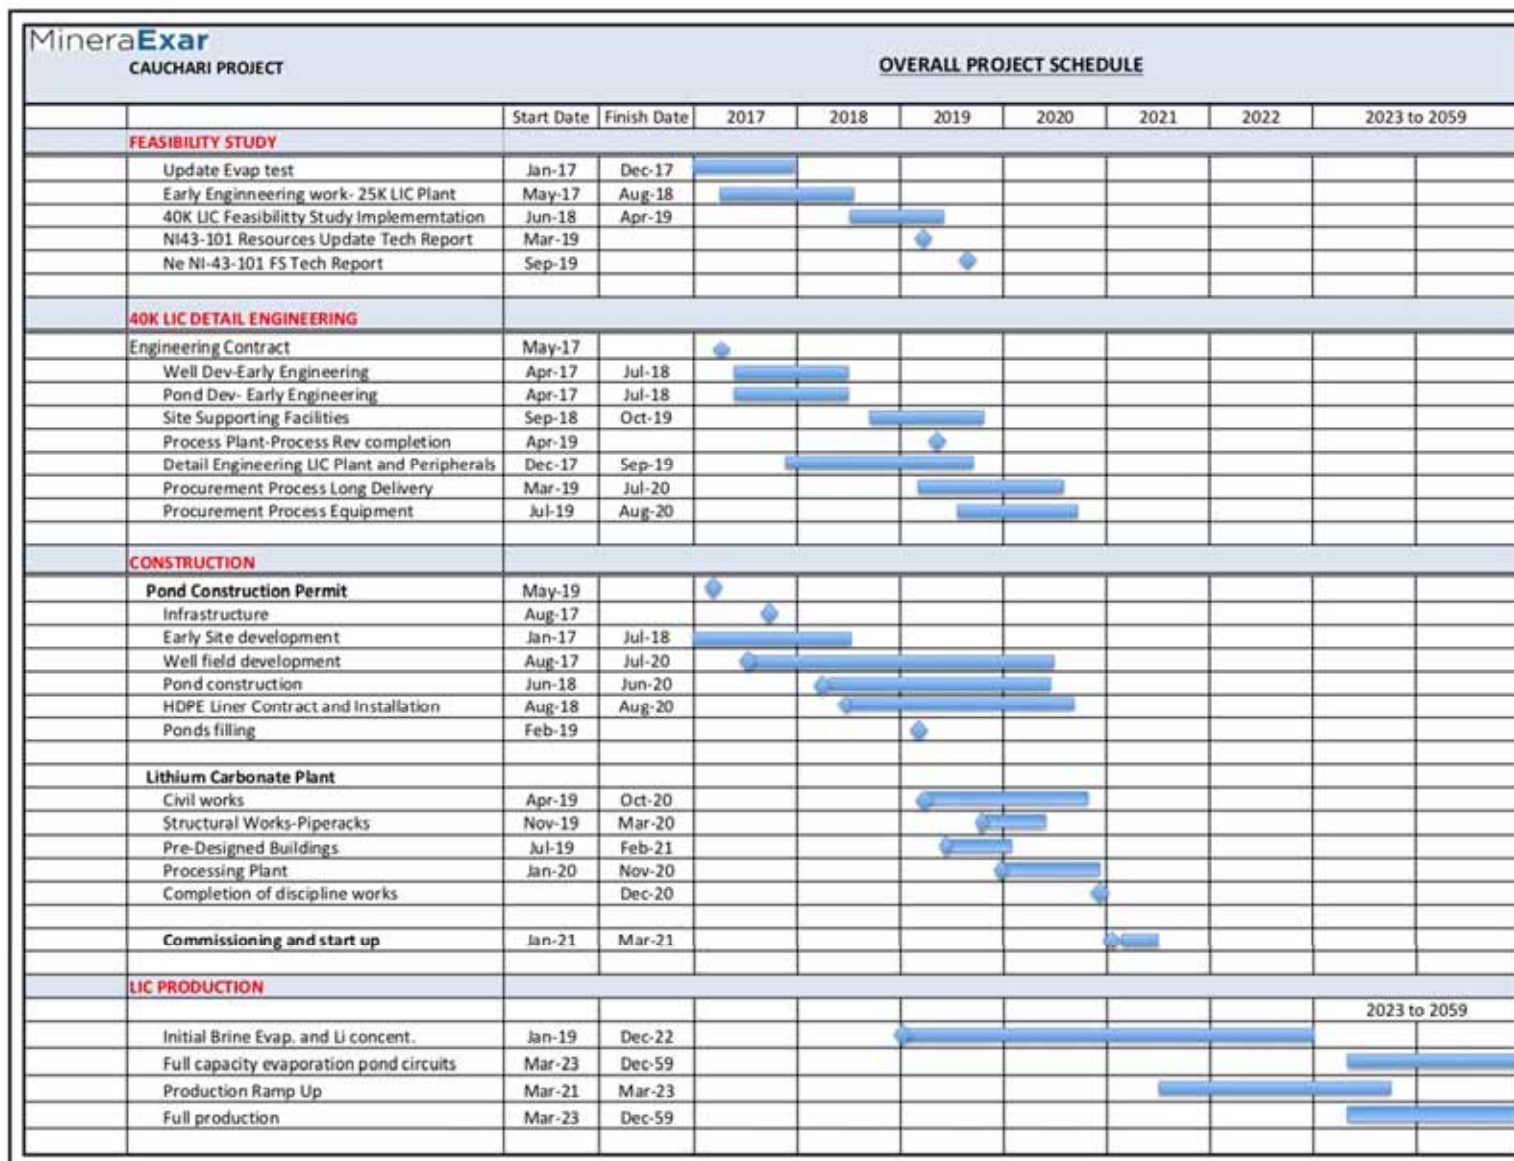 MineraExar
CAUCHARI PROJECT OVERALL PROJECT SCHEDULE
Start Date Finish Date 2017 2018 2019 2020 2021 2022 2023 to 2059
FEASIBILITY STUDY
Update Evap test Jan-17 Dec-17
Early Enginneering work- 25K LIC Plant May-17 Aug-18
40K LIC Feasibilitty Study Implememtation Jun-18 Apr-19
NI43-101 Resources Update Tech Report Mar-19
Ne NI-43-101 FS Tech Report Sep-19
40K LIC DETAIL ENGINEERING
Engineering Contract May-17
Well Dev-Early Engineering Apr-17 Jul-18
Pond Dev- Early Engineering Apr-17 Jul-18
Site Supporting Facilities Sep-18 Oct-19
Process Plant-Process Rev completion Apr-19
Detail Engineering LIC Plant and Peripherals Dec-17 Sep-19
Procurement Process Long Delivery Mar-19 Jul-20
Procurement Process Equipment Jul-19 Aug-20
CONSTRUCTION
Pond Construction Permit May-19
Infrastructure Aug-17
Early Site development Jan-17 Jul-18
Well field development Aug-17 Jul-20
Pond construction Jun-18 Jun-20
HDPE Liner Contract and Installation Aug-18 Aug-20
Ponds filling Feb-19
Lithium Carbonate Plant
Civil works Apr-19 Oct-20
Structural Works-Piperacks Nov-19 Mar-20
Pre-Designed Buildings Jul-19 Feb-21
Processing Plant Jan-20 Nov-20
Completion of discipline works Dec-20
Commissioning and start up Jan-21 Mar-21
LIC PRODUCTION
2023 to 2059
Initial Brine Evap. and Li concent. Jan-19 Dec-22
Full capacity evaporation pond circuits Mar-23 Dec-59
Production Ramp Up Mar-21 Mar-23
Full production Mar-23 Dec-59